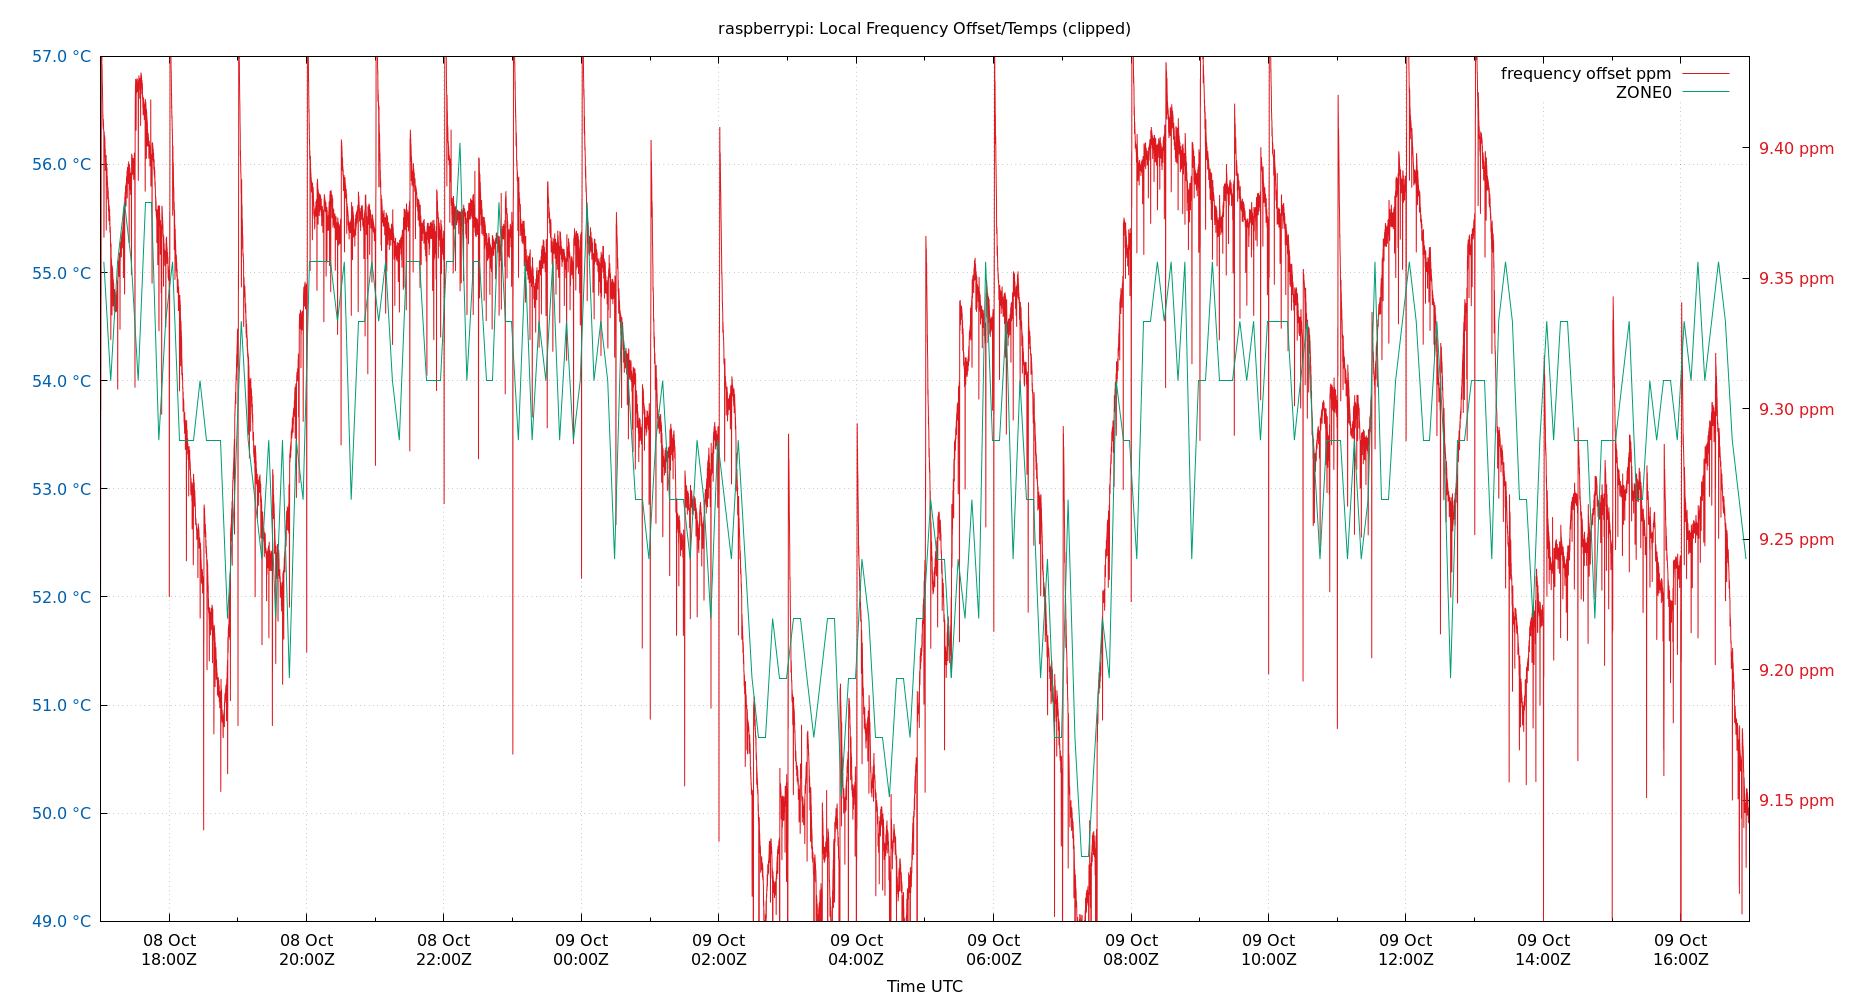 raspberrypi: Local Frequency Offset/Temps (clipped)
frequency offset ppm
ZONE0
57.0 °C
56.0 °C
55.0 °C
54.0 °C
53.0 °C
52.0 °C
51.0 °C
50.0 °C
49.0 °C
9.40 ppm
9.35 ppm
9.30 ppm
9.25 ppm
9.20 ppm
9.15 ppm
08 Oct
18:00Z
08 Oct
20:00Z
08 Oct
22:00Z
09 Oct
00:00Z
09 Oct
02:00Z
09 Oct
04:00Z
09 Oct
06:00Z
09 Oct
08:00Z
09 Oct
10:00Z
09 Oct
12:00Z
09 Oct
14:00Z
09 Oct
16:00Z
Time UTC